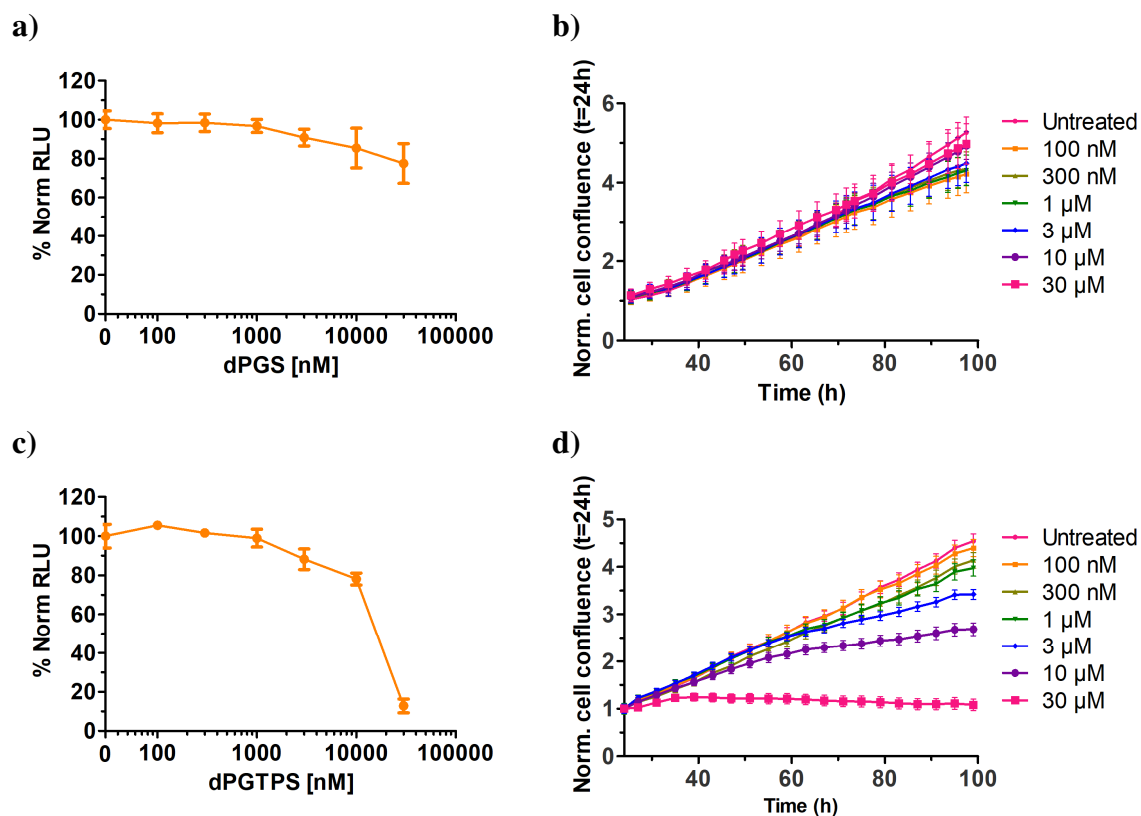 a)
120
100
80
60
40
20
0
% Norm RLU
0 100 1000 10000 100000
dPGS [nM]
b)
6
4
2
0
Norm. cell confluence (t=24h)
40 60 80 100
Time (h)
Untreated
100 nM
300 nM
1 µM
3 µM
10 µM
30 µM
c)
120
100
80
60
40
20
0
% Norm RLU
0 100 1000 10000 100000
dPGTPS [nM]
d)
5
4
3
2
1
0
Norm. cell confluence (t=24h)
40 60 80 100
Time (h)
Untreated
100 nM
300 nM
1 µM
3 µM
10 µM
30 µM